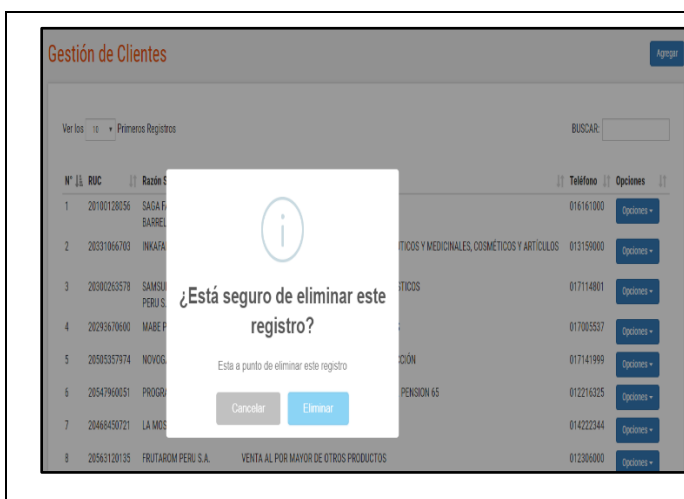 Gestión de Clientes
Agregar
Ver los 10 Primeros Registros
BUSCAR:
N° RUC Razón S Teléfono Opciones
1 20100128056 SAGA FA 016161000 Opciones
BARREL
2 20331066703 INKAFA TICOS Y MEDICINALES, COSMÉTICOS Y ARTÍCULOS 013159000 Opciones
3 20300263578 SAMSU STICOS 017114801 Opciones
PERU S.
4 20293670600 MABE P 017005537 Opciones
5 20505357974 NOVOG CCIÓN 017141999 Opciones
6 20547960051 PROGR PENSION 65 012216325 Opciones
7 20468450721 LA MOS 014222344 Opciones
8 20563120135 FRUTAROM PERU S.A. VENTA AL POR MAYOR DE OTROS PRODUCTOS 012306000 Opciones
i
¿Está seguro de eliminar este
registro?
Esta a punto de eliminar este registro
Cancelar Eliminar